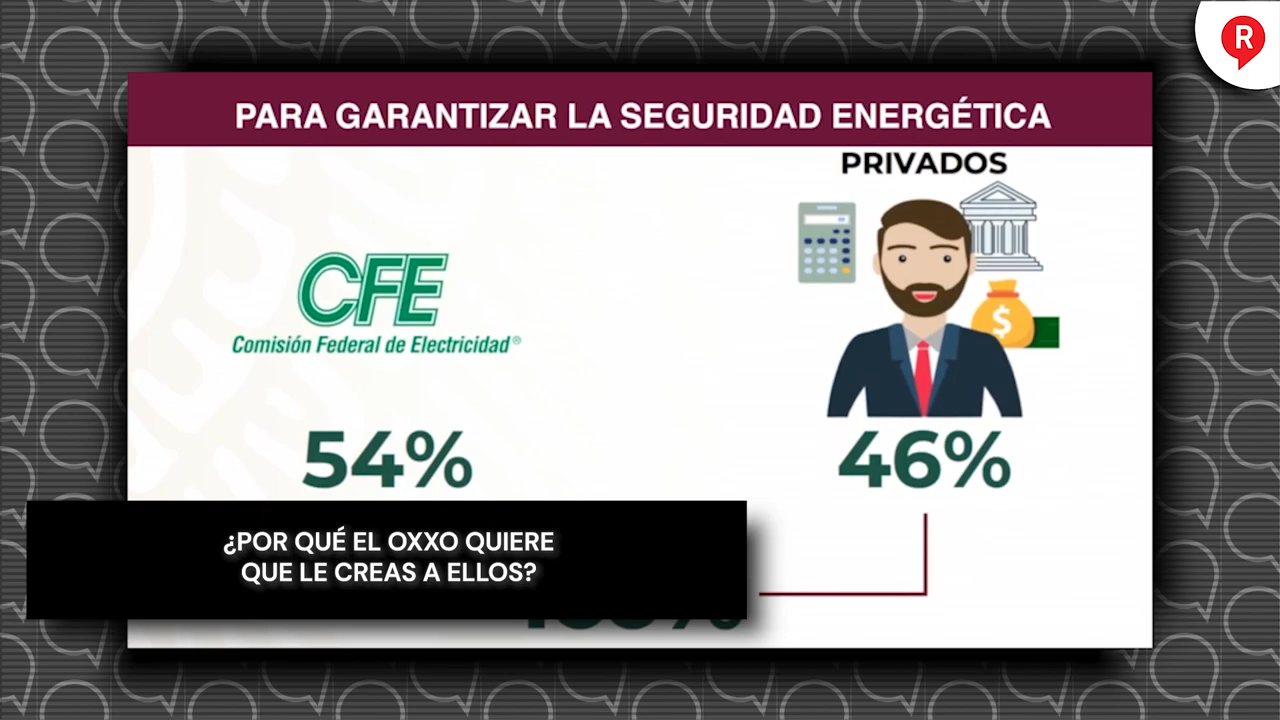 R
PARA GARANTIZAR LA SEGURIDAD ENERGÉTICA
PRIVADOS
$
CFE
Comisión Federal de Electricidad®
54%
46%
¿POR QUÉ EL OXXO QUIERE
QUE LE CREAS A ELLOS?